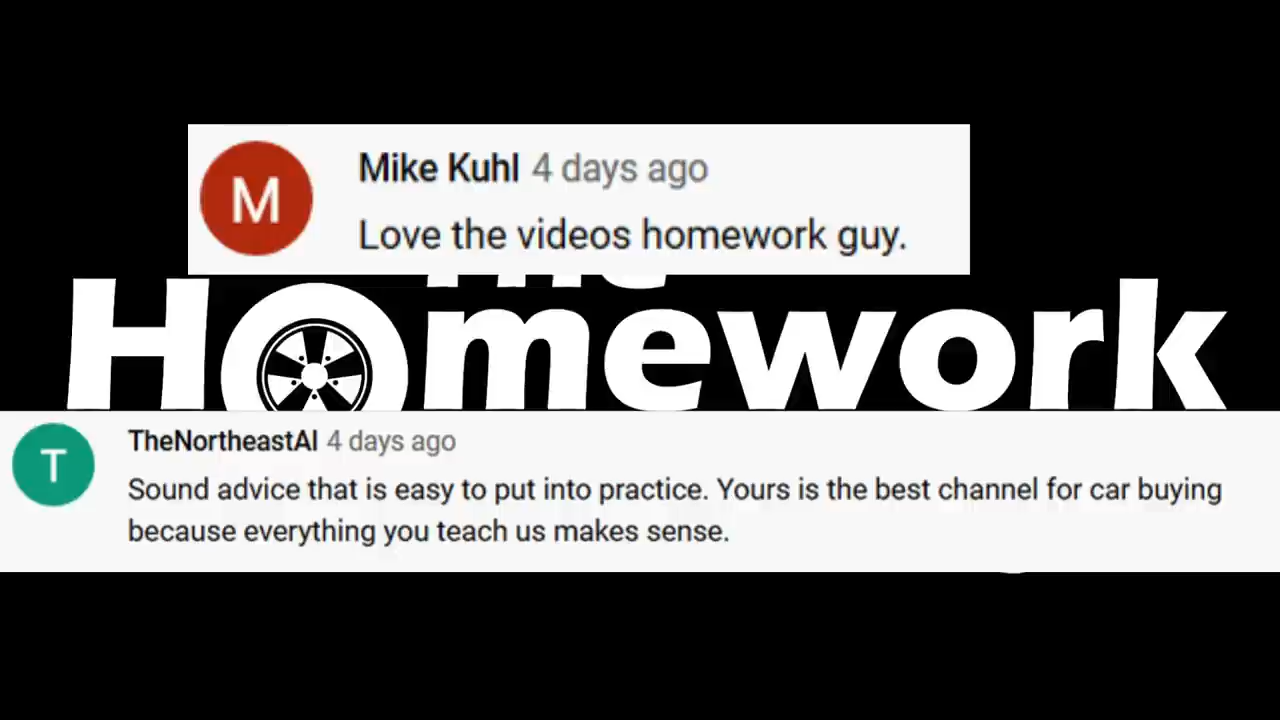 M
Mike Kuhl 4 days ago
Love the videos homework guy.
The
Homework
T
TheNortheastAl 4 days ago
Sound advice that is easy to put into practice. Yours is the best channel for car buying
because everything you teach us makes sense.